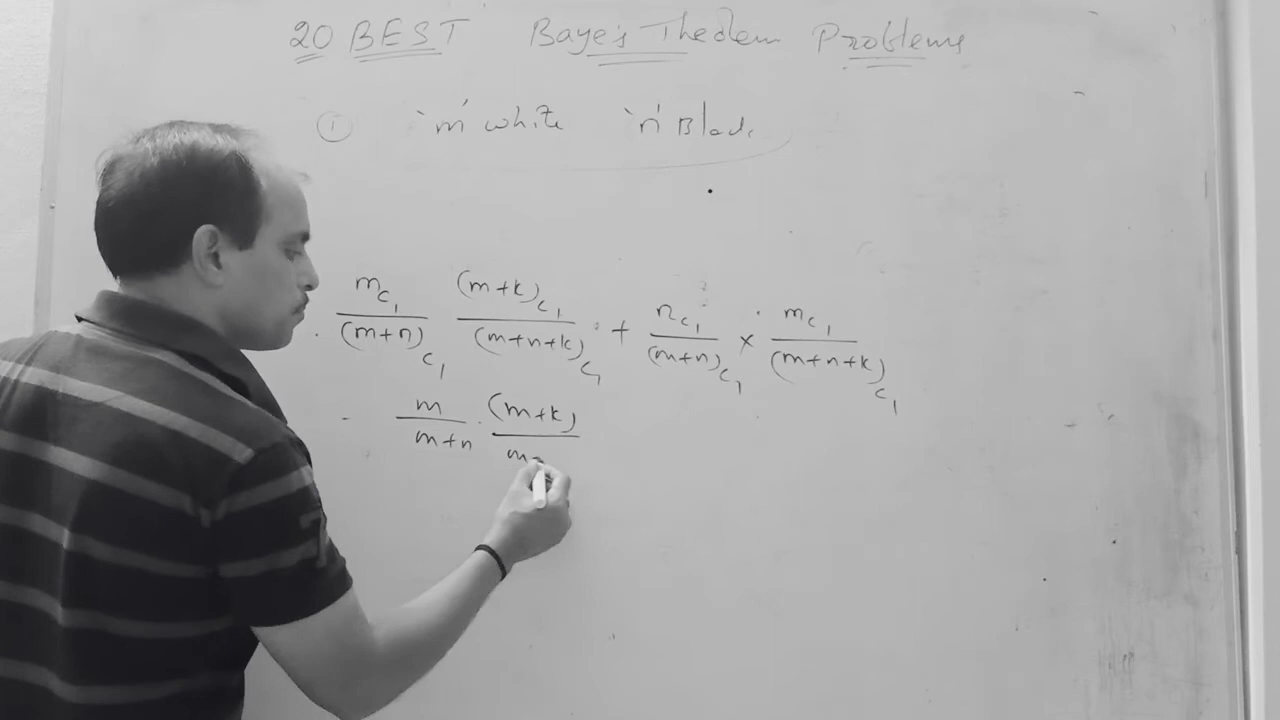 20 BEST Baye's Theolem Problems
① 'm' white 'n' Black
mC₁/(m+n)C₁ (m+k)C₁/(m+n+k)C₁ + nC₁/(m+n)C₁ × mC₁/(m+n+k)C₁
m/m+n · (m+k)/m